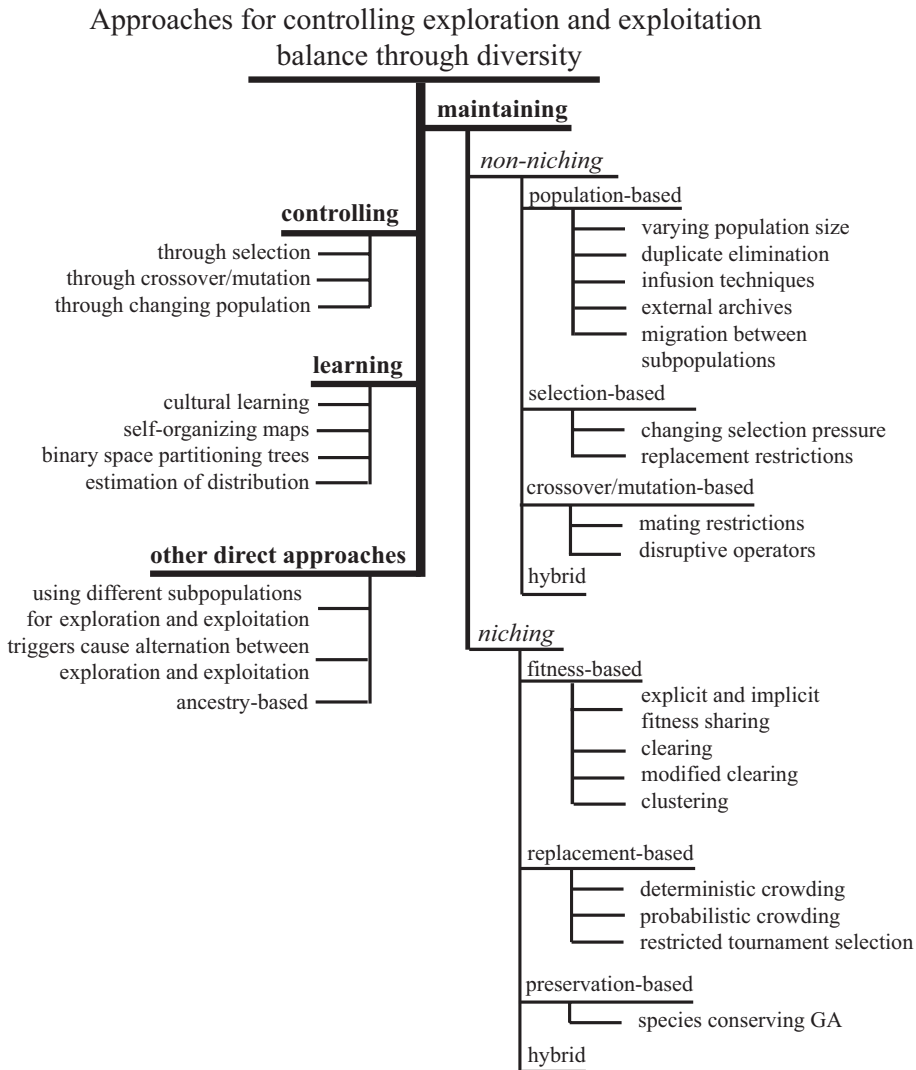 Approaches for controlling exploration and exploitation
balance through diversity
maintaining
non-niching
population-based
varying population size
duplicate elimination
infusion techniques
external archives
migration between
subpopulations
selection-based
changing selection pressure
replacement restrictions
crossover/mutation-based
mating restrictions
disruptive operators
hybrid
niching
fitness-based
explicit and implicit
fitness sharing
clearing
modified clearing
clustering
replacement-based
deterministic crowding
probabilistic crowding
restricted tournament selection
preservation-based
species conserving GA
hybrid
controlling
through selection
through crossover/mutation
through changing population
learning
cultural learning
self-organizing maps
binary space partitioning trees
estimation of distribution
other direct approaches
using different subpopulations
for exploration and exploitation
triggers cause alternation between
exploration and exploitation
ancestry-based